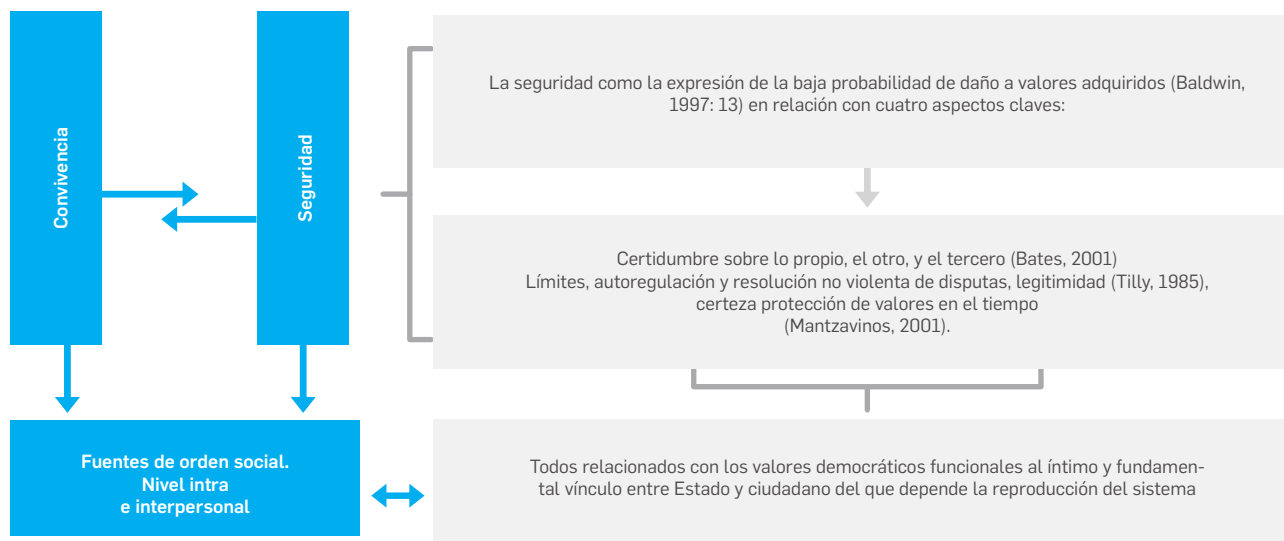 Convivencia
Seguridad
La seguridad como la expresión de la baja probabilidad de daño a valores adquiridos (Baldwin,
1997: 13) en relación con cuatro aspectos claves:
Certidumbre sobre lo propio, el otro, y el tercero (Bates, 2001)
Límites, autoregulación y resolución no violenta de disputas, legitimidad (Tilly, 1985),
certeza protección de valores en el tiempo
(Mantzavinos, 2001).
Fuentes de orden social.
Nivel intra
e interpersonal
Todos relacionados con los valores democráticos funcionales al íntimo y fundamen-
tal vínculo entre Estado y ciudadano del que depende la reproducción del sistema